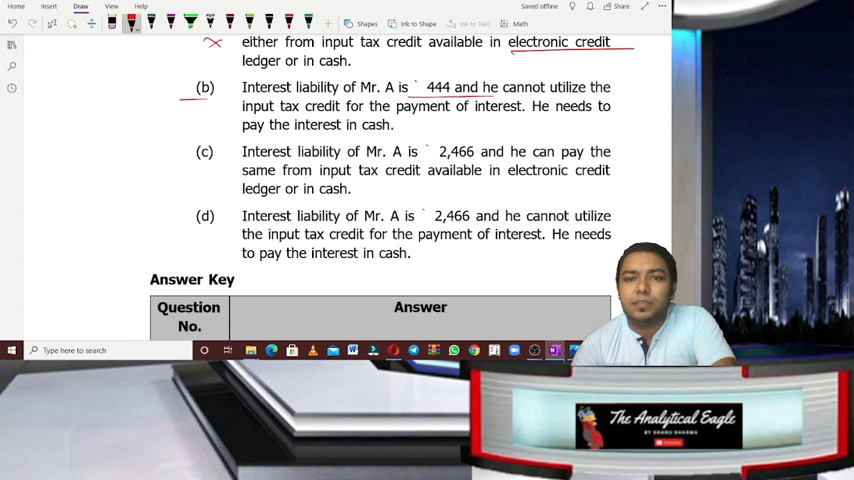 Home Insert Draw View Help
Saved offline
Share
Shapes Ink to Shape Ink to Text Math
either from input tax credit available in electronic credit
ledger or in cash.
(b) Interest liability of Mr. A is ` 444 and he cannot utilize the
input tax credit for the payment of interest. He needs to
pay the interest in cash.
(c) Interest liability of Mr. A is ` 2,466 and he can pay the
same from input tax credit available in electronic credit
ledger or in cash.
(d) Interest liability of Mr. A is ` 2,466 and he cannot utilize
the input tax credit for the payment of interest. He needs
to pay the interest in cash.
Answer Key
Question
No.
Answer
Type here to search
The Analytical Eagle
BY SHANU SHARMA